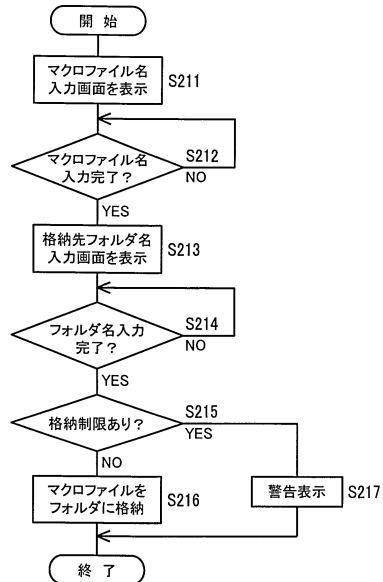 開 始
マクロファイル名
入力画面を表示
S211
マクロファイル名
入力完了？
S212
NO
YES
格納先フォルダ名
入力画面を表示
S213
フォルダ名入力
完了？
S214
NO
YES
格納制限あり？
S215
YES
NO
マクロファイルを
フォルダに格納
S216
警告表示
S217
終 了